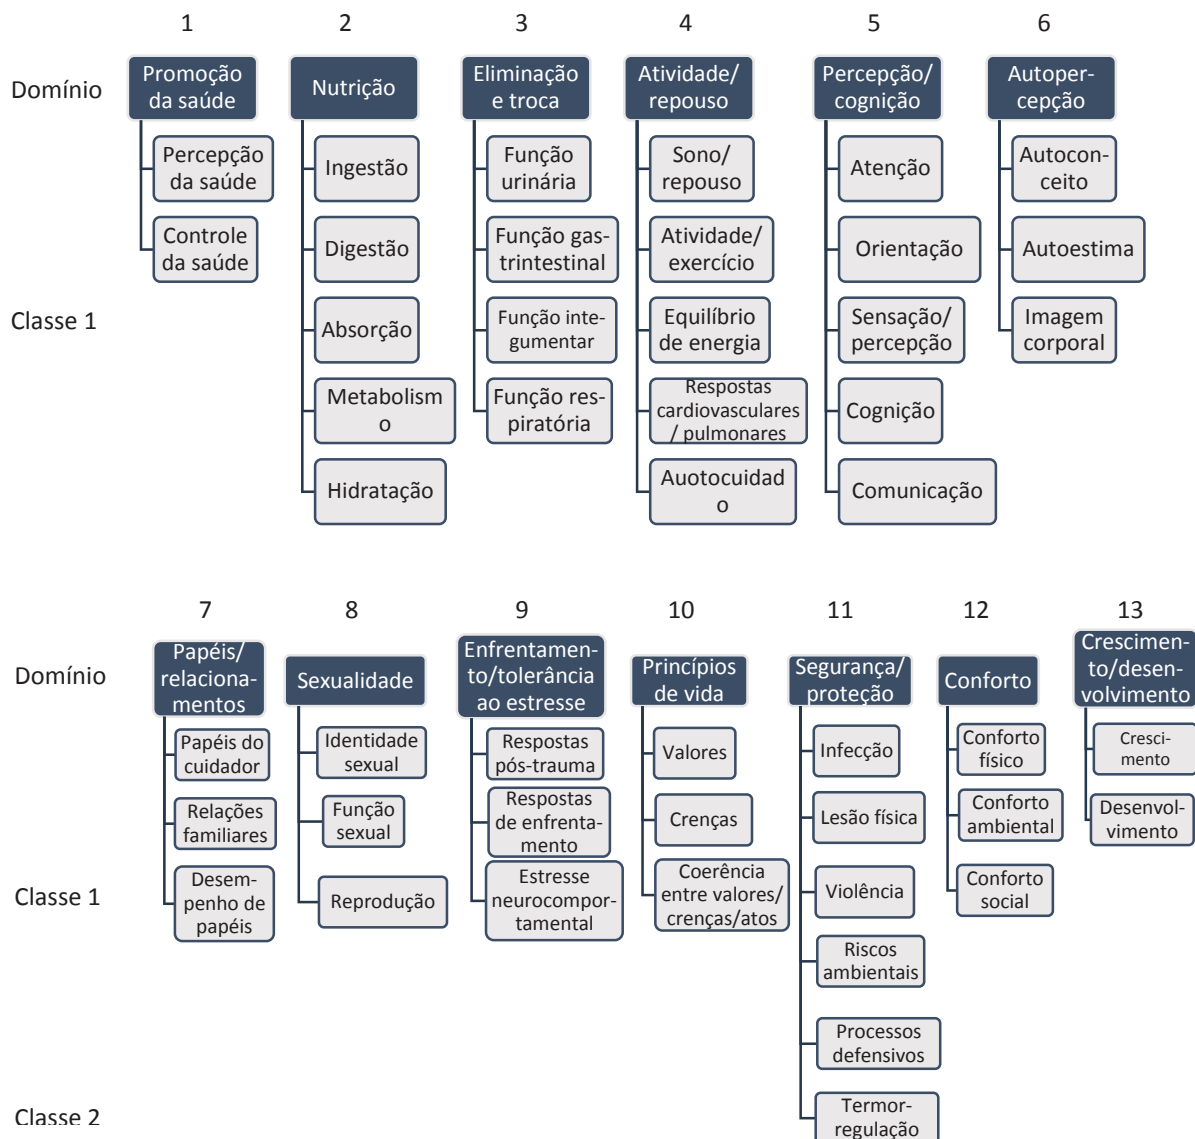 1 2 3 4 5 6
Domínio
Promoção
da saúde
Nutrição
Eliminação
e troca
Atividade/
repouso
Percepção/
cognição
Autoper-
cepção
Classe 1
Percepção
da saúde
Controle
da saúde
Ingestão
Digestão
Absorção
Metabolism
o
Hidratação
Função
urinária
Função gas-
trintestinal
Função inte-
gumentar
Função res-
piratória
Sono/
repouso
Atividade/
exercício
Equilíbrio
de energia
Respostas
cardiovasculares
/ pulmonares
Auotocuidad
o
Atenção
Orientação
Sensação/
percepção
Cognição
Comunicação
Autocon-
ceito
Autoestima
Imagem
corporal
7 8 9 10 11 12 13
Domínio
Papéis/
relaciona-
mentos
Sexualidade
Enfrentamen-
to/tolerância
ao estresse
Princípios
de vida
Segurança/
proteção
Conforto
Crescimen-
to/desen-
volvimento
Classe 1
Papéis do
cuidador
Relações
familiares
Desem-
penho de
papéis
Identidade
sexual
Função
sexual
Reprodução
Respostas
pós-trauma
Respostas
de enfrenta-
mento
Estresse
neurocompor-
tamental
Valores
Crenças
Coerência
entre valores/
crenças/atos
Infecção
Lesão física
Violência
Riscos
ambientais
Processos
defensivos
Termor-
regulação
Conforto
físico
Conforto
ambiental
Conforto
social
Cresci-
mento
Desenvol-
vimento
Classe 2